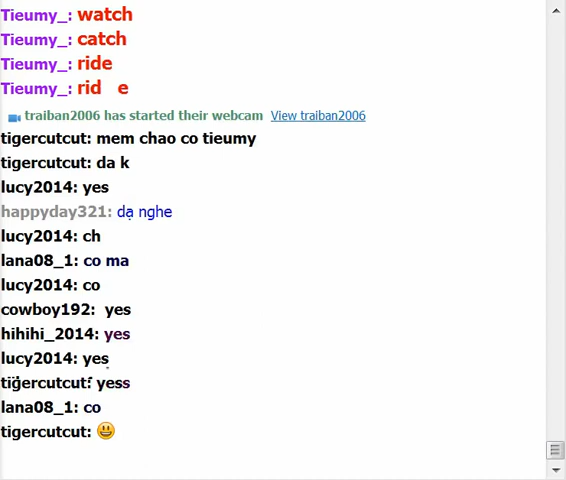 Tieumy_: watch
Tieumy_: catch
Tieumy_: ride
Tieumy_: rid e
traiban2006 has started their webcam View traiban2006
tigercutcut: mem chao co tieumy
tigercutcut: da k
lucy2014: yes
happyday321: dạ nghe
lucy2014: ch
lana08_1: co ma
lucy2014: co
cowboy192: yes
hihihi_2014: yes
lucy2014: yes
tigercutcut: yess
lana08_1: co
tigercutcut: 😃